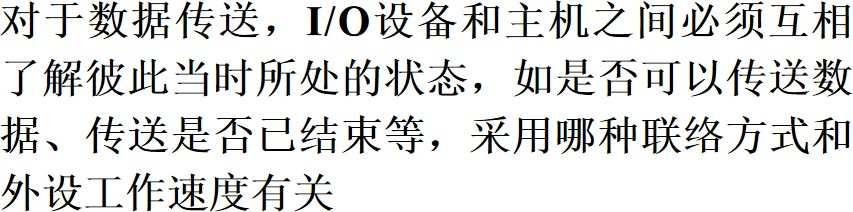 对于数据传送，I/O设备和主机之间必须互相
了解彼此当时所处的状态，如是否可以传送数
据、传送是否已结束等，采用哪种联络方式和
外设工作速度有关